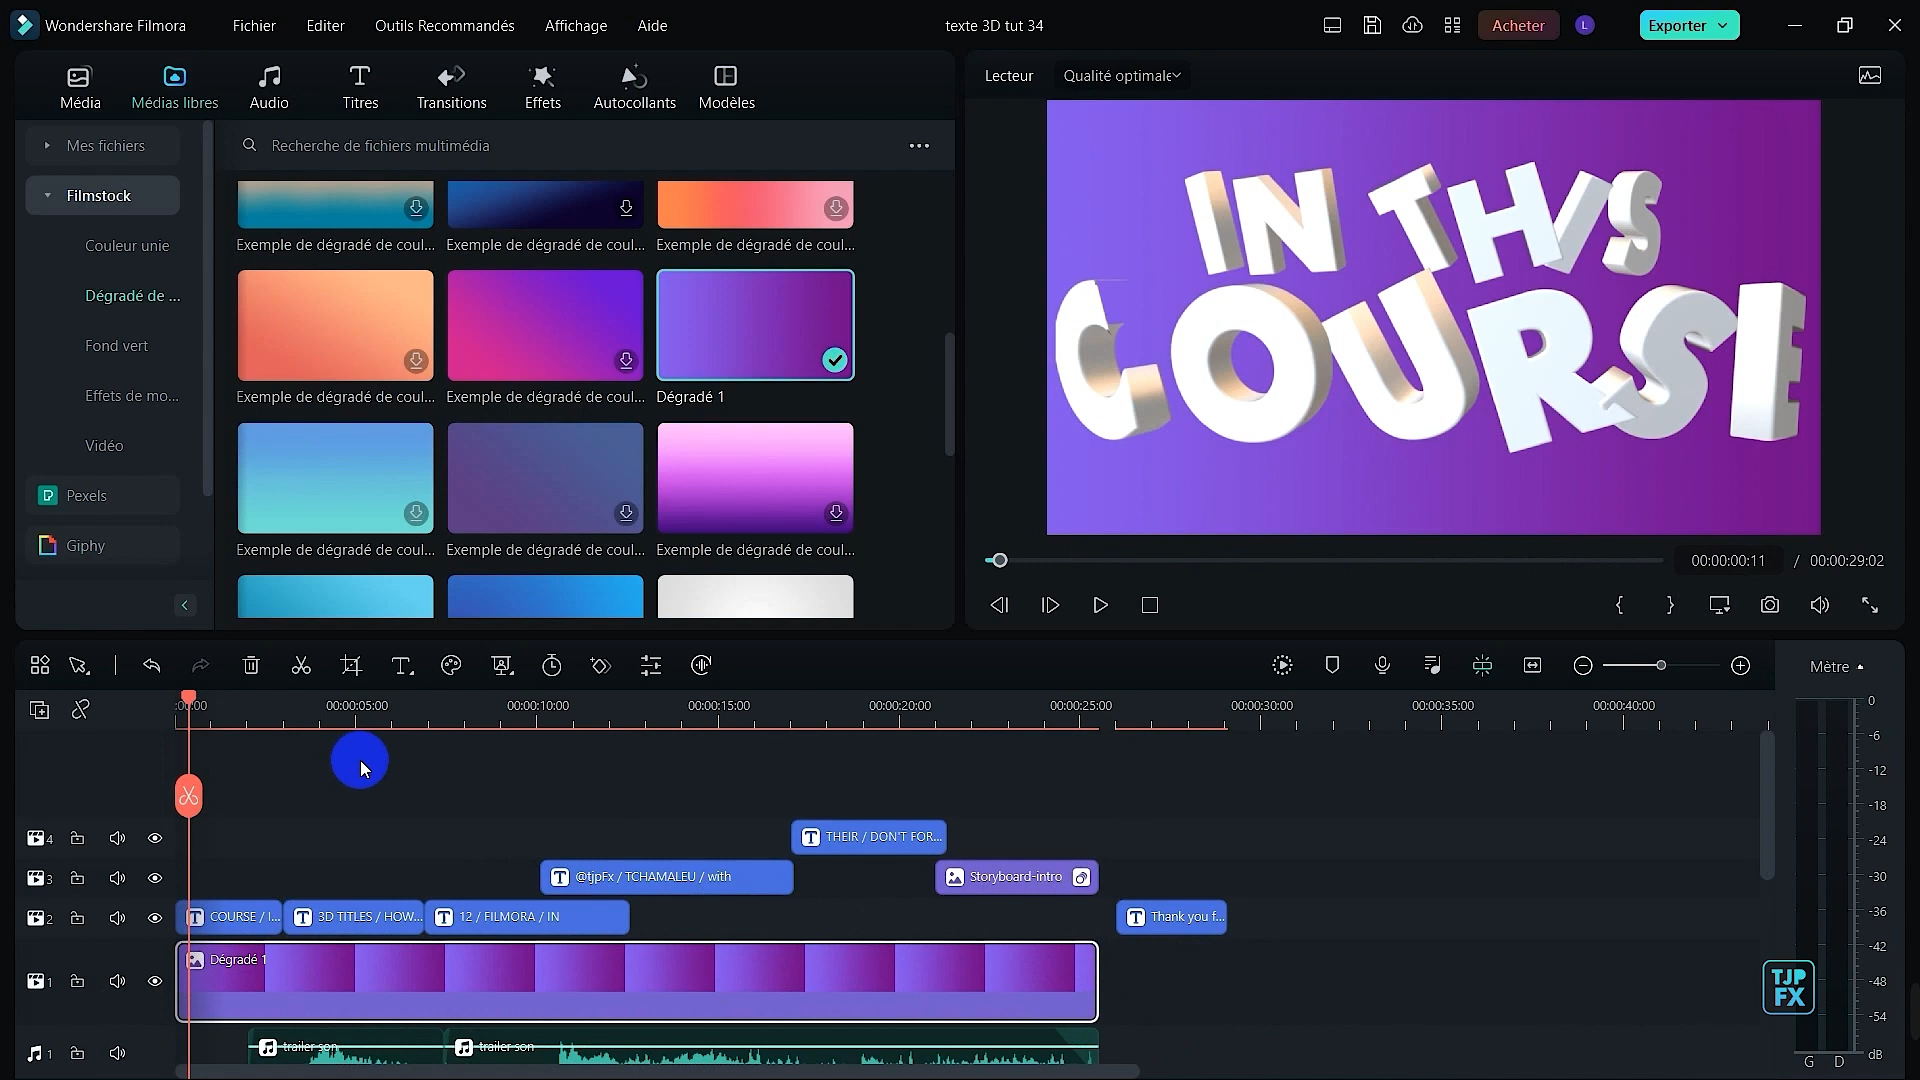 Wondershare Filmora
Fichier
Editer
Outils Recommandés
Affichage
Aide
texte 3D tut 34
Acheter
L
Exporter
Média
Médias libres
Audio
Titres
Transitions
Effets
Autocollants
Modèles
Lecteur
Qualité optimale
Mes fichiers
Filmstock
Couleur unie
Dégradé de ...
Fond vert
Effets de mo...
Vidéo
Pexels
Giphy
Recherche de fichiers multimédia
Exemple de dégradé de coul...
Exemple de dégradé de coul...
Exemple de dégradé de coul...
Exemple de dégradé de coul...
Exemple de dégradé de coul...
Dégradé 1
Exemple de dégradé de coul...
Exemple de dégradé de coul...
Exemple de dégradé de coul...
IN THIS
COURSE
00:00:00:11 / 00:00:29:02
Mètre
:00:00
00:00:05:00
00:00:10:00
00:00:15:00
00:00:20:00
00:00:25:00
00:00:30:00
00:00:35:00
00:00:40:00
4
THEIR / DON'T FOR...
3
@tjpFx / TCHAMALEU / with
Storyboard-intro
2
COURSE / I...
3D TITLES / HOW...
12 / FILMORA / IN
Thank you f...
1
Dégradé 1
1
trailer son
trailer son
0
-6
-12
-18
-24
-30
-36
-42
-48
-54
dB
G D
TJP
FX